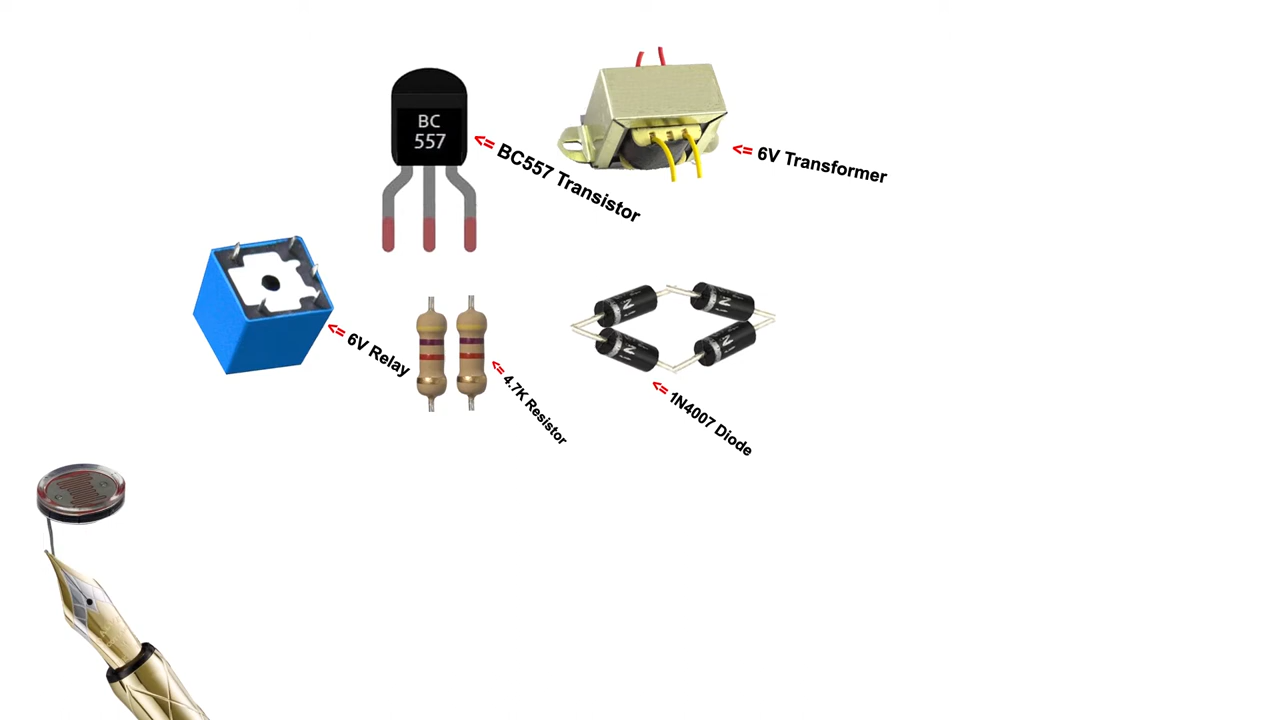 BC
557
<= BC557 Transistor
<= 6V Transformer
<= 6V Relay
<= 4.7K Resistor
<= 1N4007 Diode